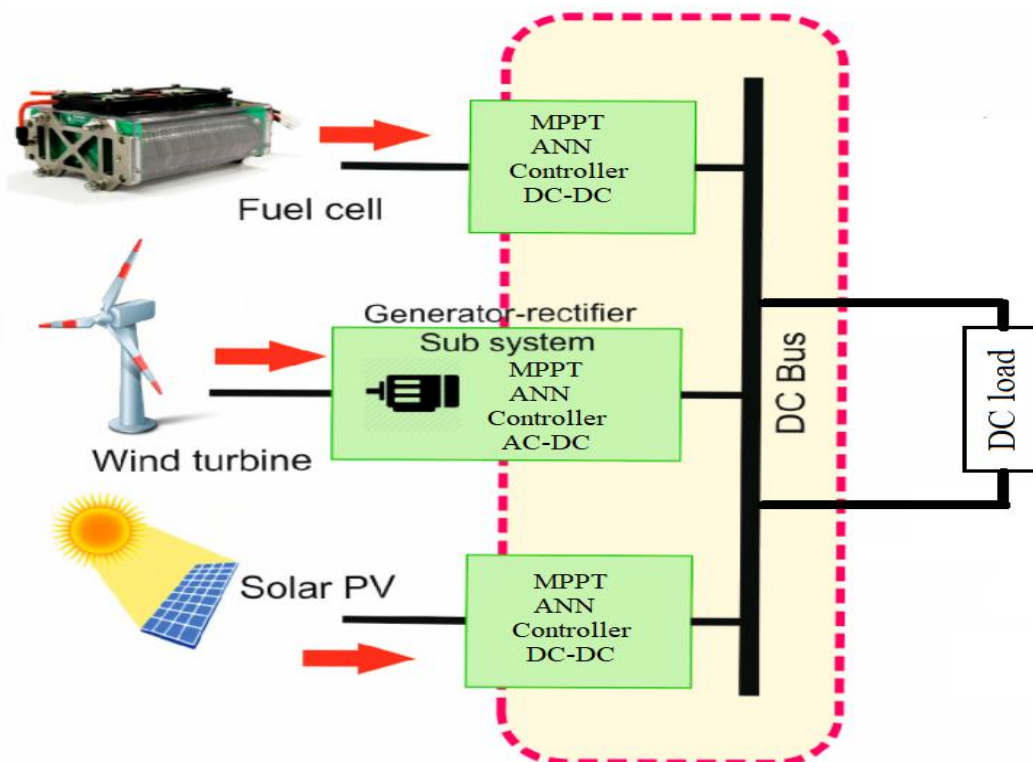 MPPT
ANN
Controller
DC-DC
Fuel cell
Generator-rectifier
Sub system
MPPT
ANN
Controller
AC-DC
Wind turbine
DC Bus
DC load
Solar PV
MPPT
ANN
Controller
DC-DC